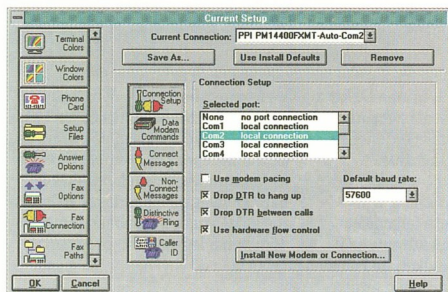 Current Setup
Terminal Colors
Window Colors
Phone Card
Setup Files
Answer Options
Fax Options
Fax Connection
Fax Paths
OK
Cancel
Current Connection: PPI PM14400FXMT-Auto-Com2
Save As...
Use Install Defaults
Remove
Connection Setup
Data Modem Commands
Connect Messages
Non-Connect Messages
Distinctive Ring
Caller ID
Connection Setup
Selected port:
None no port connection
Com1 local connection
Com2 local connection
Com3 local connection
Com4 local connection
Use modem pacing
Drop DTR to hang up
Drop DTR between calls
Use hardware flow control
Default baud rate:
57600
Install New Modem or Connection...
Help